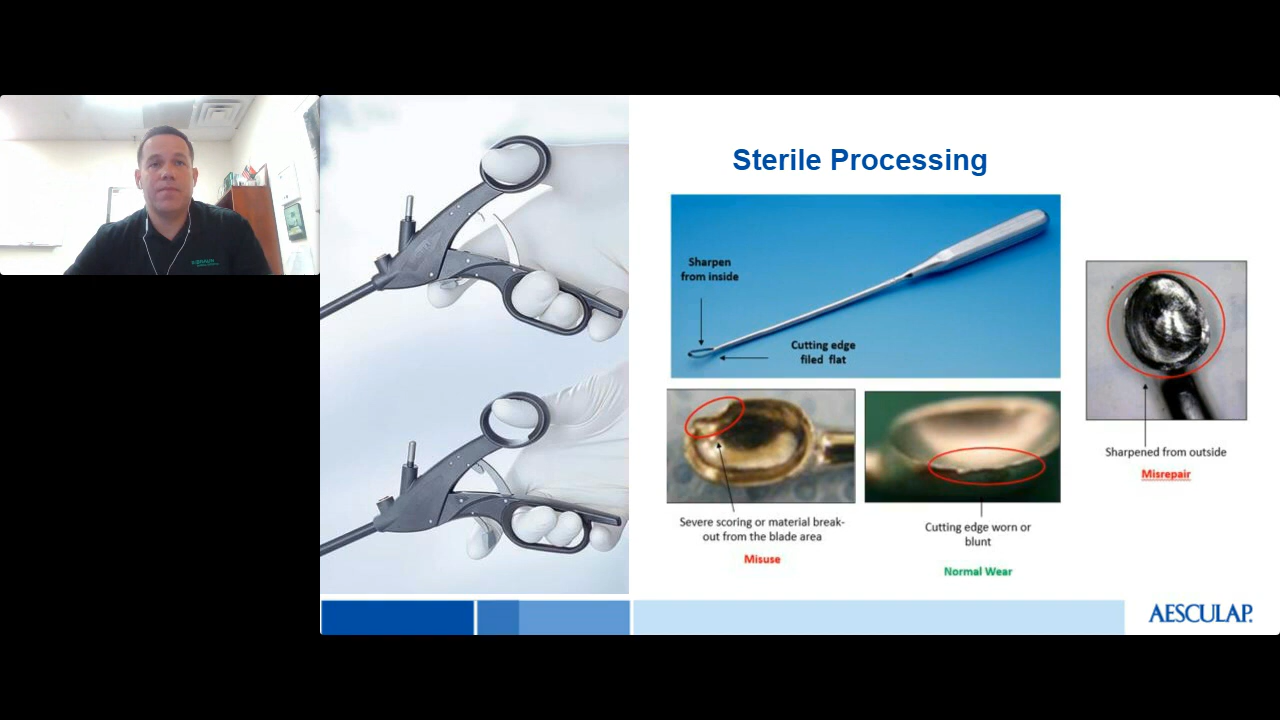 B|BRAUN
Sterile Processing
Sharpen
from inside
Cutting edge
filed flat
Severe scoring or material break-
out from the blade area
Misuse
Cutting edge worn or
blunt
Normal Wear
Sharpened from outside
Misrepair
AESCULAP.